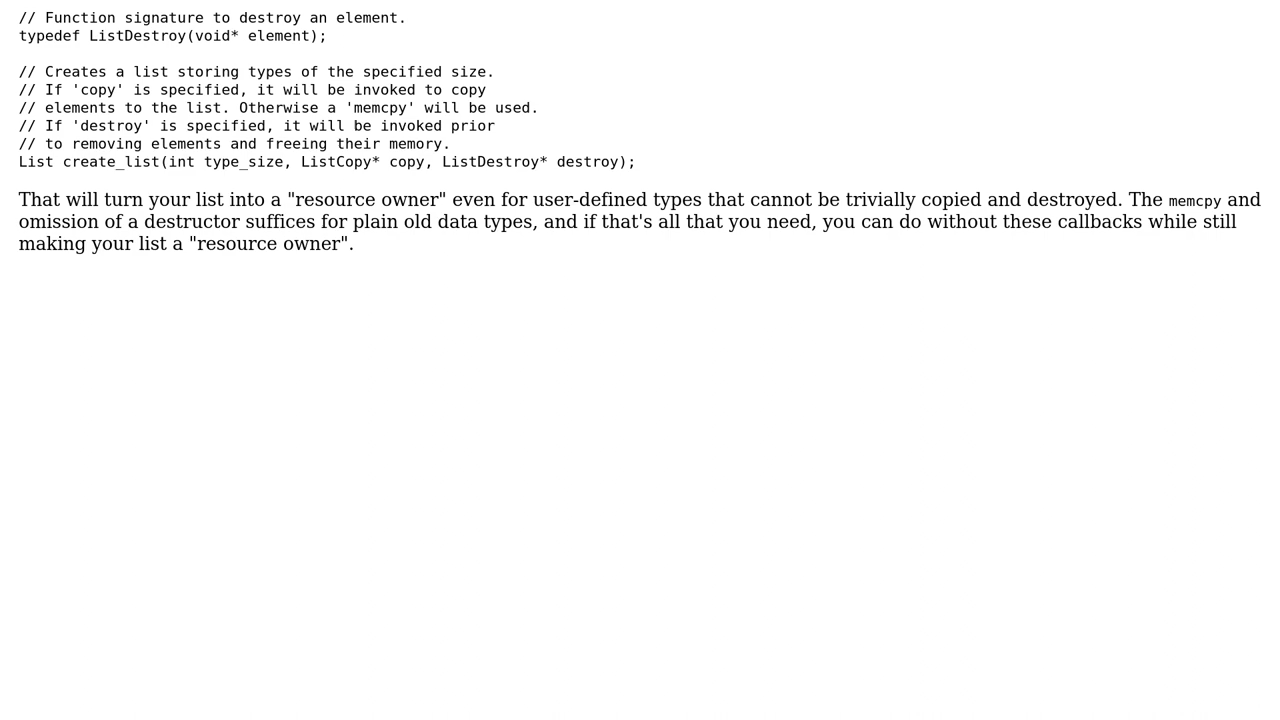 // Function signature to destroy an element.
typedef ListDestroy(void* element);
// Creates a list storing types of the specified size.
// If 'copy' is specified, it will be invoked to copy
// elements to the list. Otherwise a 'memcpy' will be used.
// If 'destroy' is specified, it will be invoked prior
// to removing elements and freeing their memory.
List create_list(int type_size, ListCopy* copy, ListDestroy* destroy);
That will turn your list into a "resource owner" even for user-defined types that cannot be trivially copied and destroyed. The memcpy and
omission of a destructor suffices for plain old data types, and if that's all that you need, you can do without these callbacks while still
making your list a "resource owner".